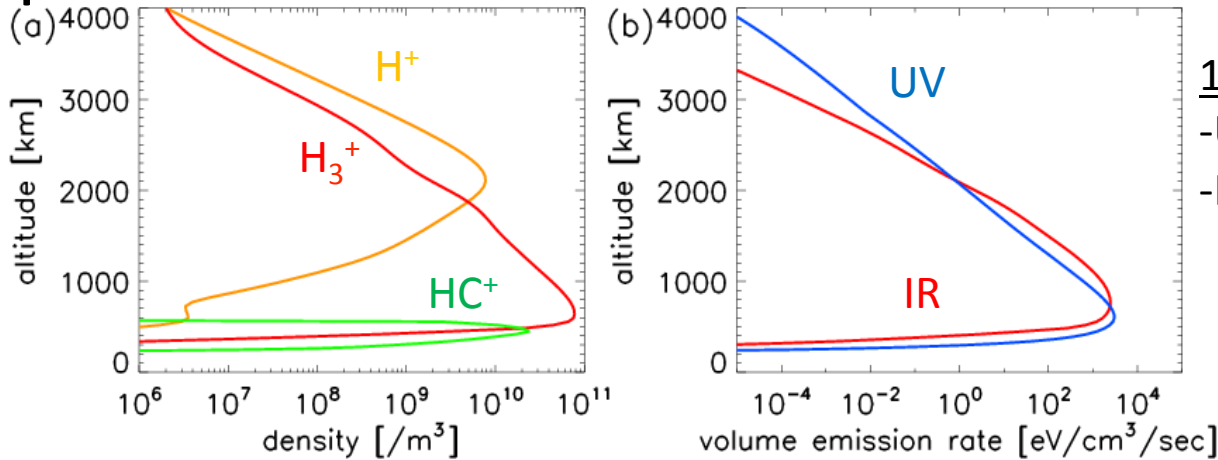 (a)
4000
3000
2000
1000
0
altitude [km]
H⁺
H₃⁺
HC⁺
10⁶ 10⁷ 10⁸ 10⁹ 10¹⁰ 10¹¹
density [/m³]
(b)
4000
3000
2000
1000
0
altitude [km]
UV
IR
10⁻⁴ 10⁻² 10⁰ 10² 10⁴
volume emission rate [eV/cm³/sec]
1
-
-